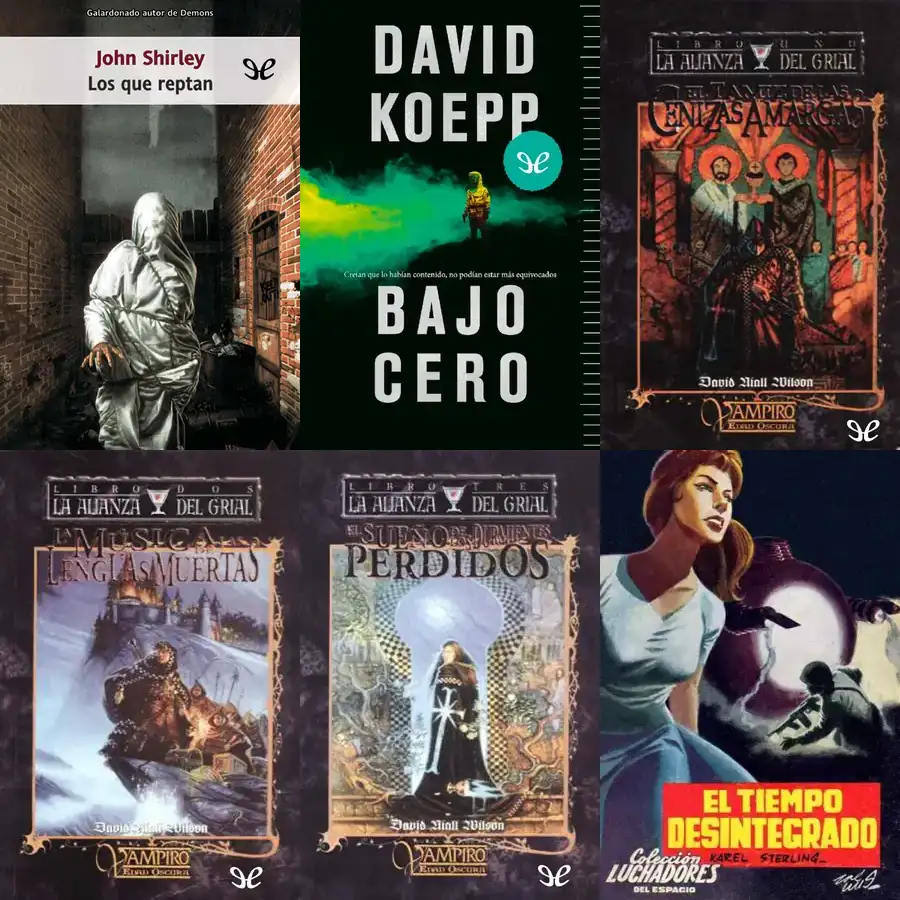 Galardonado autor de Demons
John Shirley
Los que reptan
DAVID
KOEPP
Creían que lo habían contenido, no podían estar más equivocados
BAJO
CERO
LIBRO UNO
LA ALIANZA DEL GRIAL
EL TAMIZ DE LAS
CENIZAS AMARGAS
David Niall Wilson
VAMPIRO
EDAD OSCURA
LIBRO DOS
LA ALIANZA DEL GRIAL
LA MÚSICA DE LAS
LENGUAS MUERTAS
David Niall Wilson
VAMPIRO
EDAD OSCURA
LIBRO TRES
LA ALIANZA DEL GRIAL
EL SUEÑO DE LOS DURMIENTES
PERDIDOS
David Niall Wilson
VAMPIRO
EDAD OSCURA
EL TIEMPO
DESINTEGRADO
KAREL STERLING
Colección
LUCHADORES
DEL ESPACIO